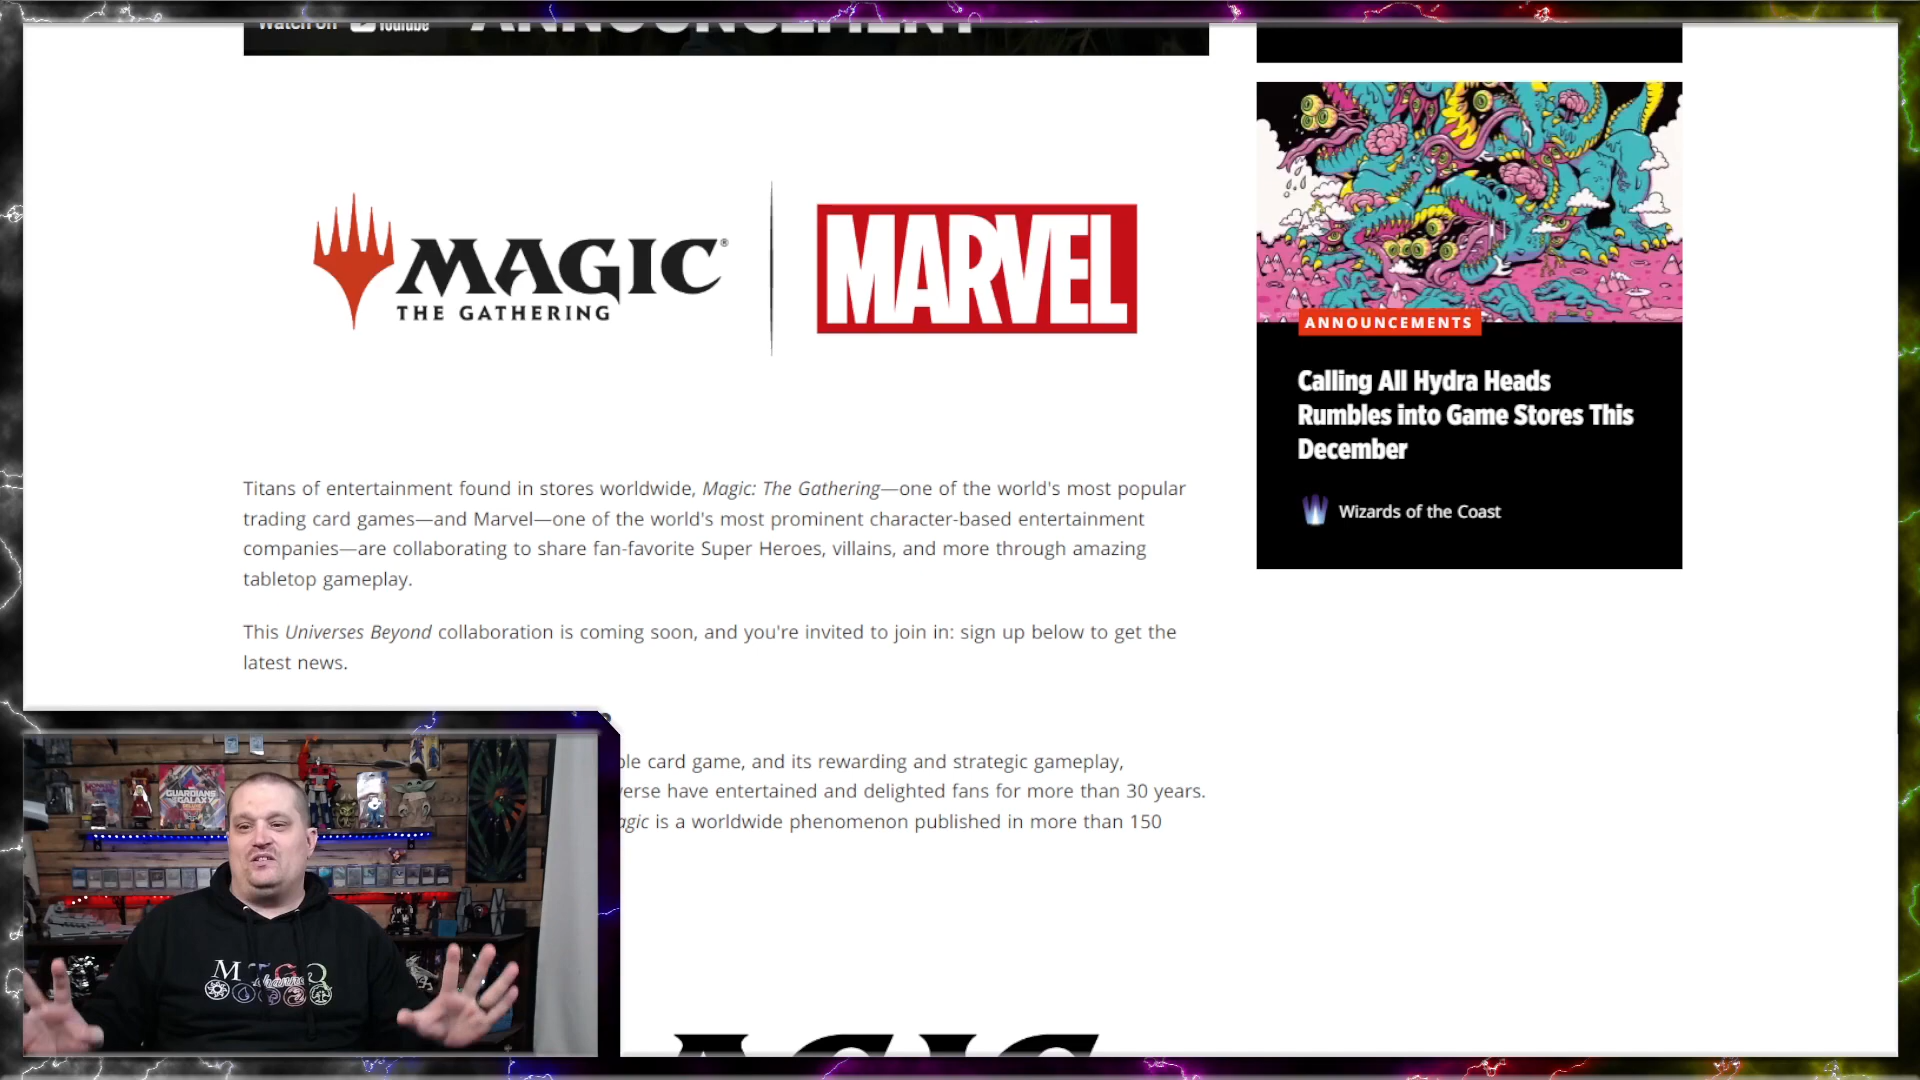 Watch on YouTube
ANNOUNCEMENT
MAGIC®
THE GATHERING
MARVEL
Titans of entertainment found in stores worldwide, Magic: The Gathering—one of the world's most popular
trading card games—and Marvel—one of the world's most prominent character-based entertainment
companies—are collaborating to share fan-favorite Super Heroes, villains, and more through amazing
tabletop gameplay.
This Universes Beyond collaboration is coming soon, and you're invited to join in: sign up below to get the
latest news.
ble card game, and its rewarding and strategic gameplay,
verse have entertained and delighted fans for more than 30 years.
agic is a worldwide phenomenon published in more than 150
ANNOUNCEMENTS
Calling All Hydra Heads
Rumbles into Game Stores This
December
Wizards of the Coast
GUARDIANS
GALAXY